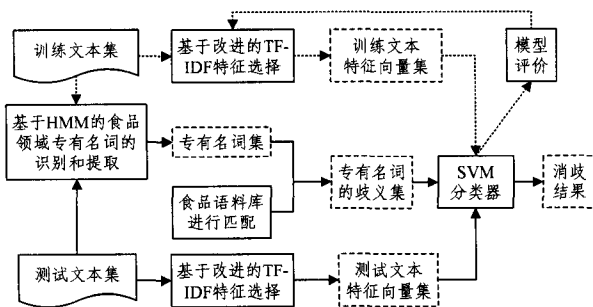 训练文本集
基于改进的TF-
IDF特征选择
训练文本
特征向量集
模型
评价
基于HMM的食品
领域专有名词的
识别和提取
专有名词集
食品语料库
进行匹配
专有名词
的歧义集
SVM
分类器
消歧
结果
测试文本集
基于改进的TF-
IDF特征选择
测试文本
特征向量集